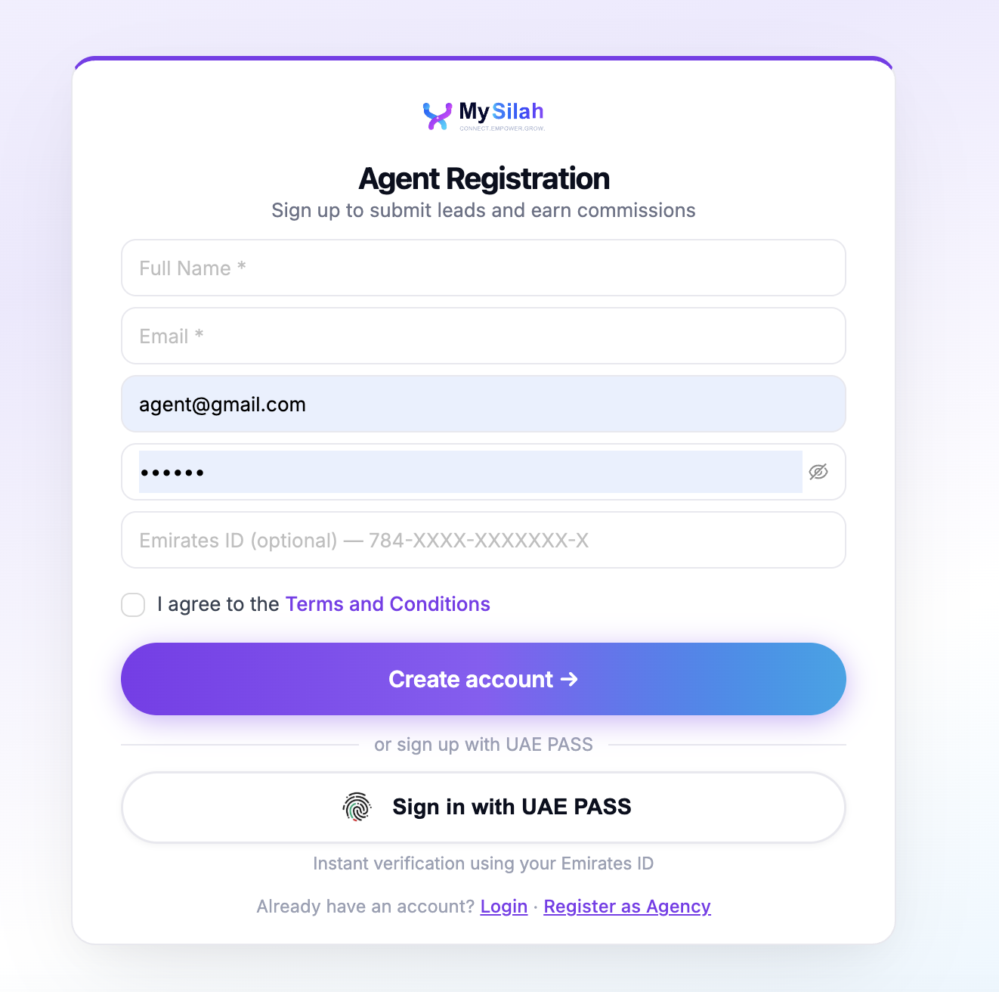 MySilah
CONNECT.EMPOWER.GROW.
Agent Registration
Sign up to submit leads and earn commissions
Full Name *
Email *
agent@gmail.com
••••••
Emirates ID (optional) — 784-XXXX-XXXXXXX-X
I agree to the Terms and Conditions
Create account →
or sign up with UAE PASS
Sign in with UAE PASS
Instant verification using your Emirates ID
Already have an account? Login · Register as Agency